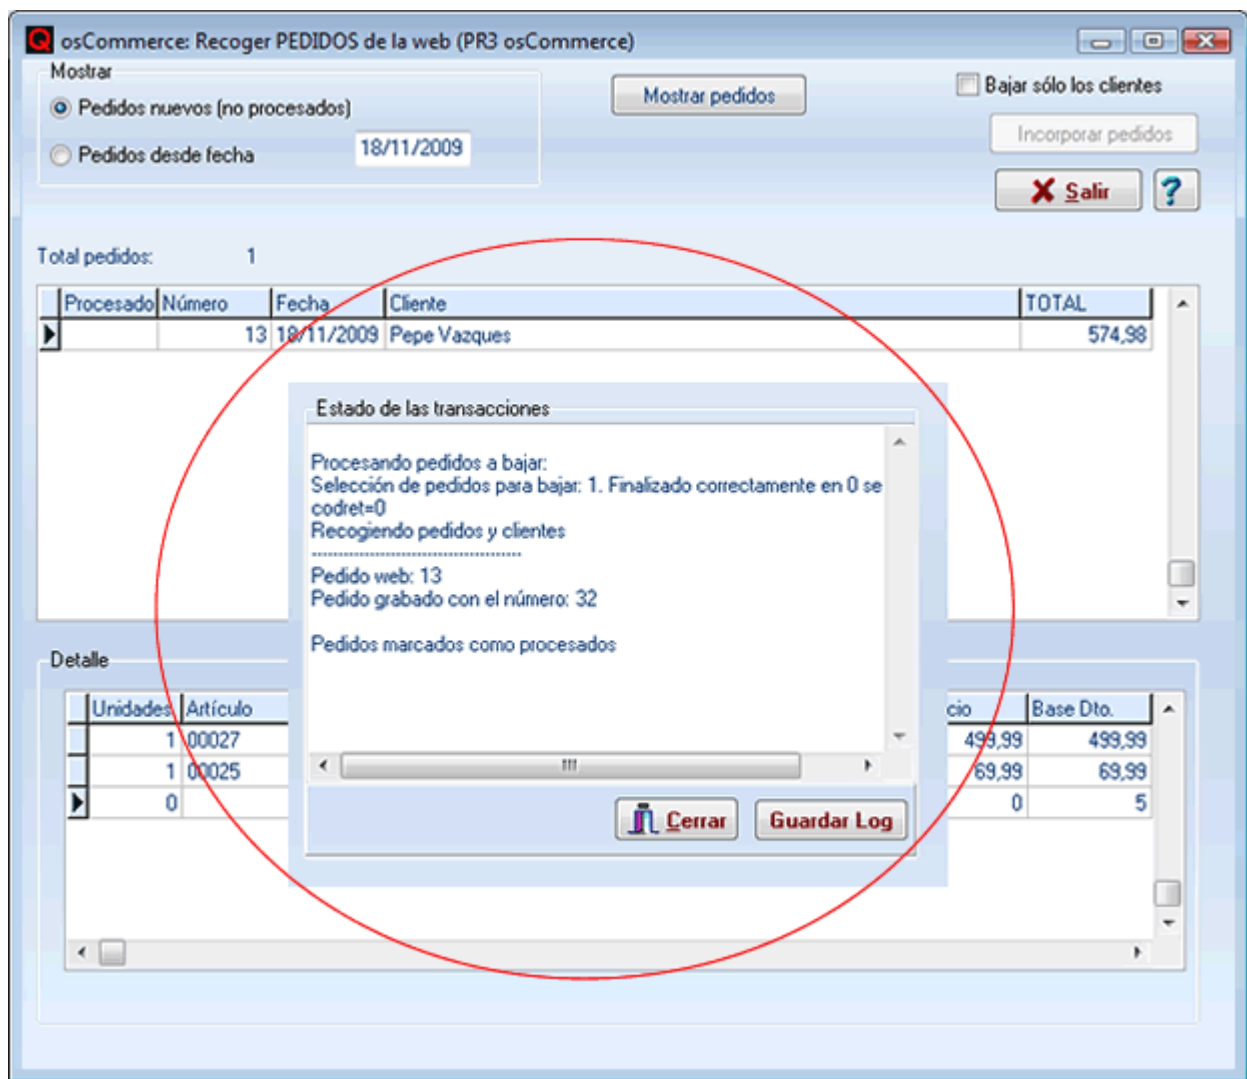 osCommerce: Recoger PEDIDOS de la web (PR3 osCommerce)
Mostrar
Pedidos nuevos (no procesados)
Pedidos desde fecha 18/11/2009
Mostrar pedidos
Bajar sólo los clientes
Incorporar pedidos
Salir ?
Total pedidos: 1
Procesado Número Fecha Cliente TOTAL
13 18/11/2009 Pepe Vazques 574,98
Estado de las transacciones
Procesando pedidos a bajar:
Selección de pedidos para bajar: 1. Finalizado correctamente en 0 se
codret=0
Recogiendo pedidos y clientes
--------------------------------------------
Pedido web: 13
Pedido grabado con el número: 32
Pedidos marcados como procesados
Cerrar Guardar Log
Detalle
Unidades Artículo cio Base Dto.
1 00027 499,99 499,99
1 00025 69,99 69,99
0 0 5